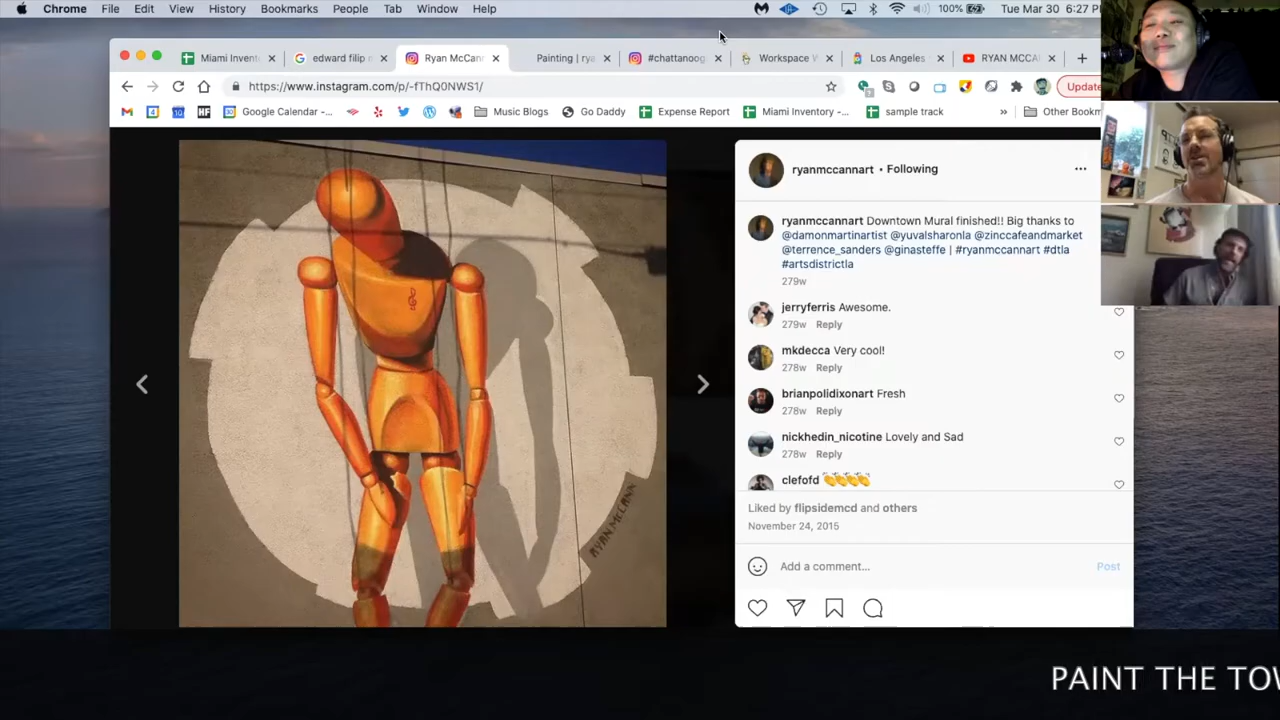 Chrome File Edit View History Bookmarks People Tab Window Help 100% Tue Mar 30 6:27 P
Miami Invent
edward filip
Ryan McCan
Painting | rya
#chattanoog
Workspace
Los Angeles
RYAN MCCA
https://www.instagram.com/p/-fThQ0NWS1/
Update
Google Calendar -...
Music Blogs
Go Daddy
Expense Report
Miami Inventory -...
sample track
»
Other Bookm
ryanmccannart • Following
ryanmccannart Downtown Mural finished!! Big thanks to
@damonmartinartist @yuvalsharonla @zinccafeandmarket
@terrence_sanders @ginasteffe | #ryanmccannart #dtla
#artsdistrictla
279w
jerryferris Awesome.
279w Reply
mkdecca Very cool!
278w Reply
brianpolidixonart Fresh
278w Reply
nickhedin_nicotine Lovely and Sad
278w Reply
clefofd 👏👏👏👏
Liked by flipsidemcd and others
November 24, 2015
Add a comment... Post
RYAN MCCANN
PAINT THE TOW